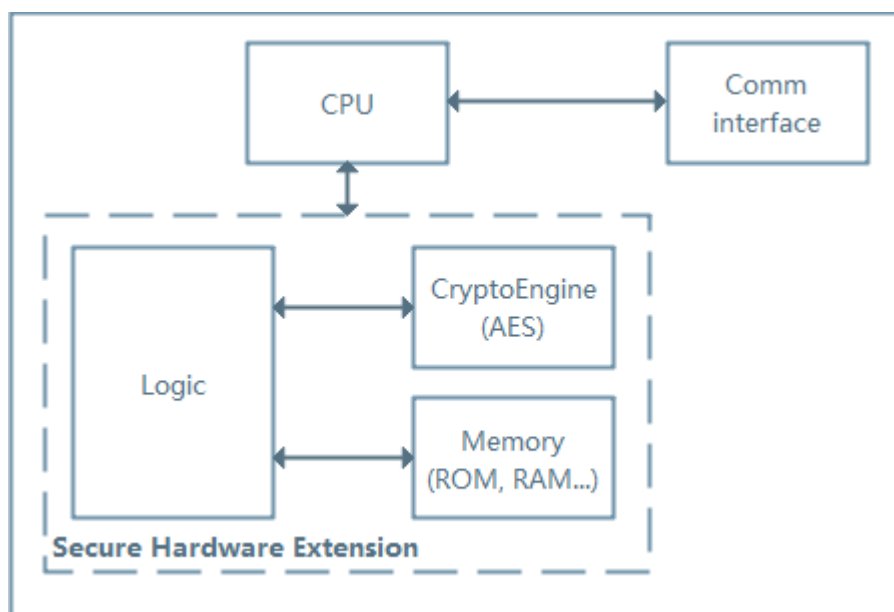 CPU
Comm
interface
Logic
CryptoEngine
(AES)
Memory
(ROM, RAM...)
Secure Hardware Extension